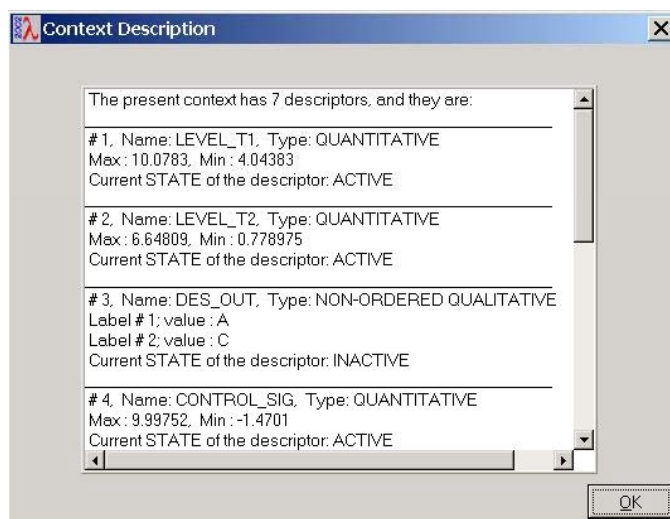 2002 λ Context Description
The present context has 7 descriptors, and they are:
# 1, Name: LEVEL_T1, Type: QUANTITATIVE
Max : 10.0783, Min : 4.04383
Current STATE of the descriptor: ACTIVE
# 2, Name: LEVEL_T2, Type: QUANTITATIVE
Max : 6.64809, Min : 0.778975
Current STATE of the descriptor: ACTIVE
# 3, Name: DES_OUT, Type: NON-ORDERED QUALITATIVE
Label # 1; value : A
Label # 2; value : C
Current STATE of the descriptor: INACTIVE
# 4, Name: CONTROL_SIG, Type: QUANTITATIVE
Max : 9.99752, Min : -1.4701
Current STATE of the descriptor: ACTIVE
OK